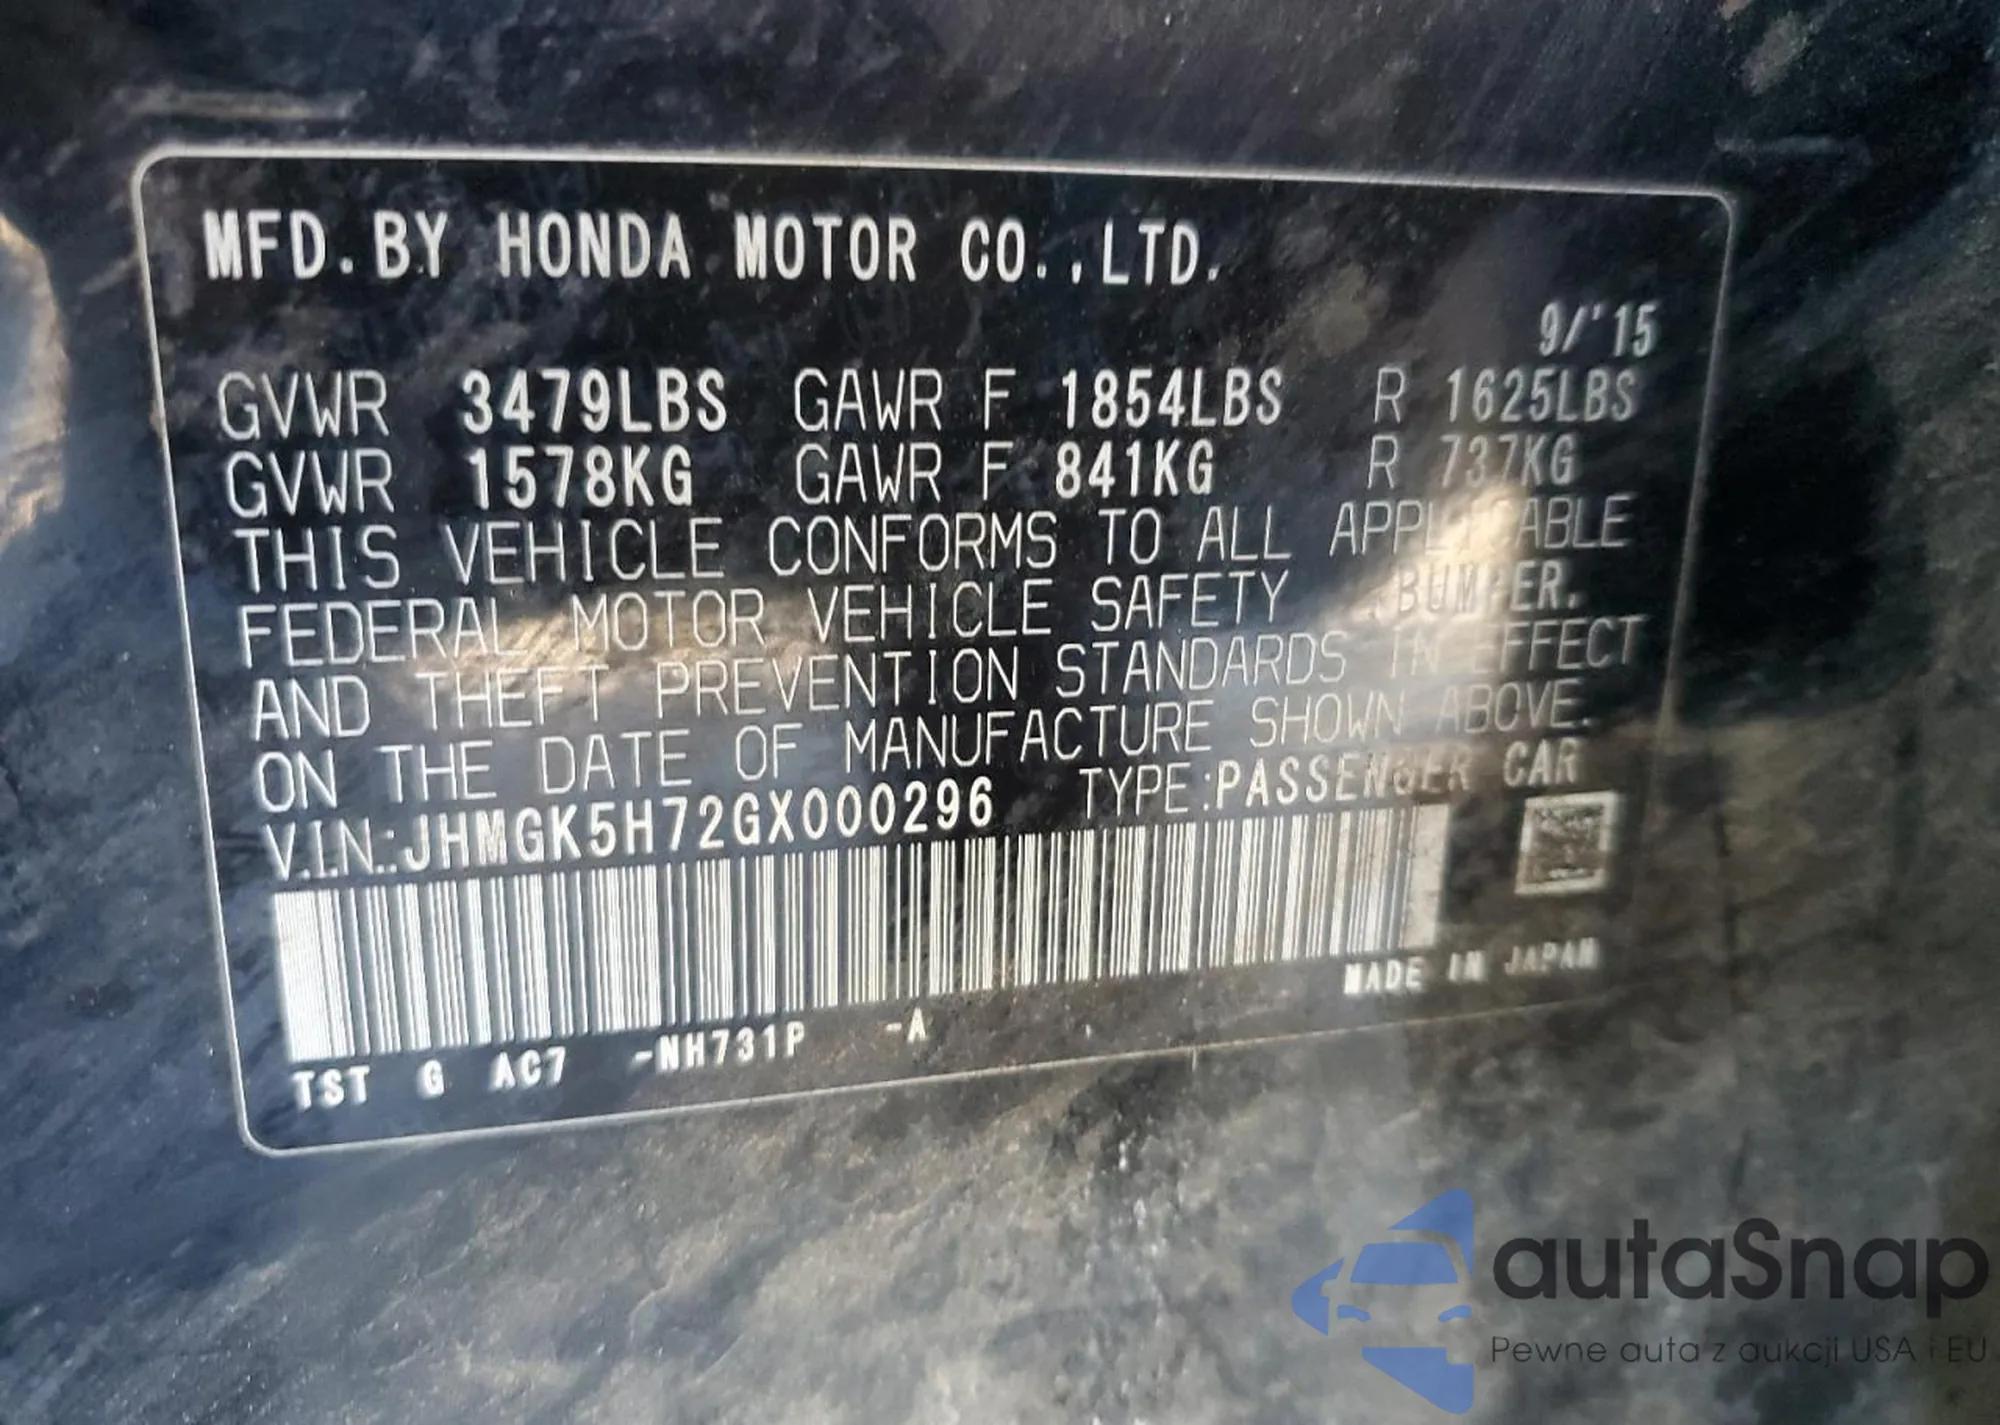 MFD.BY HONDA MOTOR CO.,LTD.
9/'15
GVWR 3479LBS GAWR F 1854LBS R 1625LBS
GVWR 1578KG GAWR F 841KG R 737KG
THIS VEHICLE CONFORMS TO ALL APPLICABLE
FEDERAL MOTOR VEHICLE SAFETY ,BUMPER,
AND THEFT PREVENTION STANDARDS IN EFFECT
ON THE DATE OF MANUFACTURE SHOWN ABOVE.
V.I.N.:JHMGK5H72GX000296 TYPE:PASSENGER CAR
MADE IN JAPAN
TST G AC7 -NH731P -A
autaSnap
Pewne auta z aukcji USA i EU